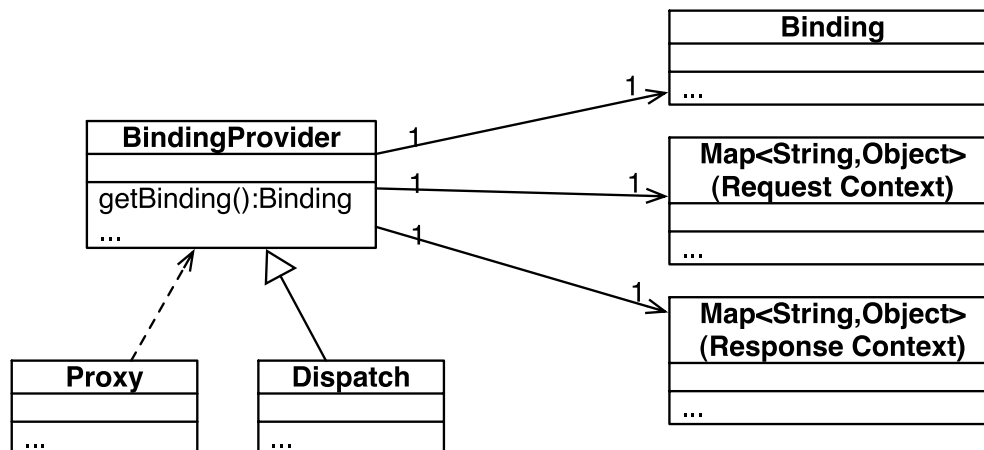 Binding
...
BindingProvider
getBinding():Binding
...
1
1
1
1
1
1
Map<String,Object>
(Request Context)
...
Map<String,Object>
(Response Context)
...
Proxy
...
Dispatch
...